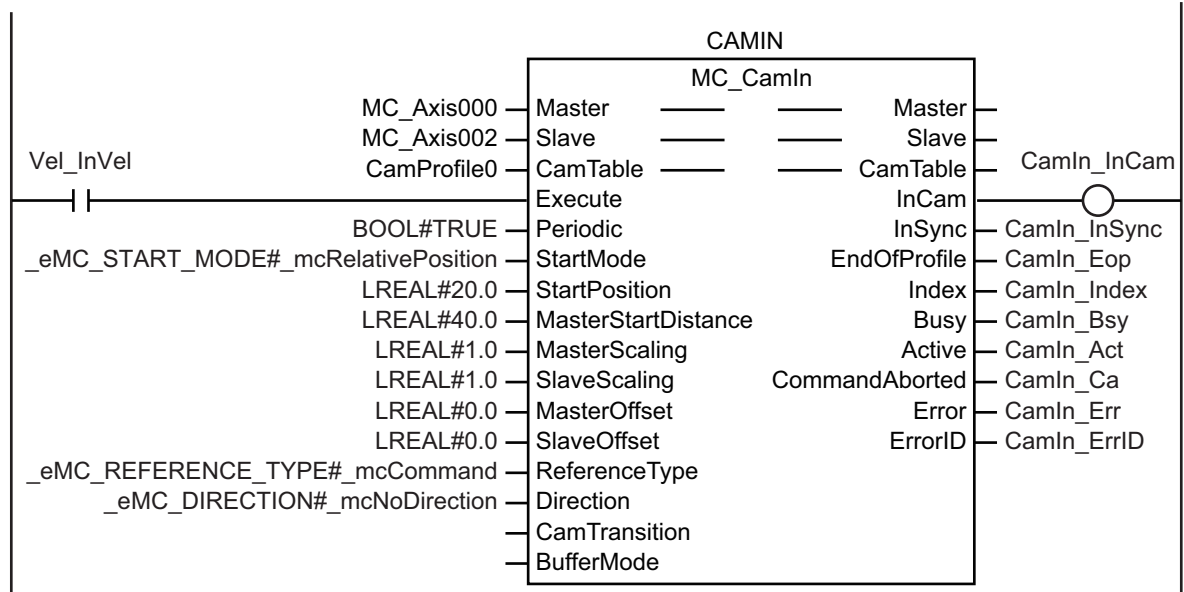 CAMIN
MC_CamIn
MC_Axis000 Master Master
MC_Axis002 Slave Slave
Vel_InVel CamProfile0 CamTable CamTable CamIn_InCam
Execute InCam
BOOL#TRUE Periodic InSync CamIn_InSync
_eMC_START_MODE#_mcRelativePosition StartMode EndOfProfile CamIn_Eop
LREAL#20.0 StartPosition Index CamIn_Index
LREAL#40.0 MasterStartDistance Busy CamIn_Bsy
LREAL#1.0 MasterScaling Active CamIn_Act
LREAL#1.0 SlaveScaling CommandAborted CamIn_Ca
LREAL#0.0 MasterOffset Error CamIn_Err
LREAL#0.0 SlaveOffset ErrorID CamIn_ErrID
_eMC_REFERENCE_TYPE#_mcCommand ReferenceType
_eMC_DIRECTION#_mcNoDirection Direction
CamTransition
BufferMode